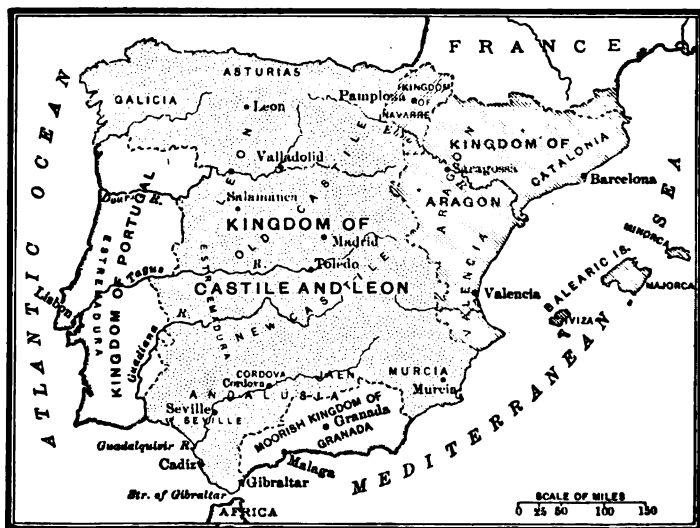 FRANCE
ATLANTIC OCEAN
ASTURIAS
GALICIA
Leon
Pamplona
KINGDOM
OF
NAVARRE
Ebro
KINGDOM OF
ARAGON
ARAGON
CATALONIA
Saragossa
R.
Barcelona
LEON
Valladolid
OLD CASTILE
Salamanca
KINGDOM OF
CASTILE AND LEON
Madrid
Toledo
Douro R.
KINGDOM OF PORTUGAL
ESTREMADURA
Tagus R.
Lisbon
Guadiana R.
ESTREMADURA
NEW CASTILE
VALENCIA
Valencia
BALEARIC IS.
MINORCA
MAJORCA
IVIZA
MEDITERRANEAN SEA
CORDOVA
Cordova
JAEN
MURCIA
Murcia
ANDALUSIA
Seville
SEVILLE
MOORISH KINGDOM OF
Granada
GRANADA
Guadalquivir R.
Cadiz
Malaga
Gibraltar
Str. of Gibraltar
AFRICA
SCALE OF MILES
0 25 50 100 150